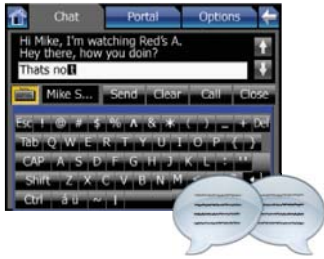 Chat Portal Options
Hi Mike, I'm watching Red's A.
Hey there, how you doin?
Thats not
Mike S... Send Clear Call Close
Esc ! @ # $ % ^ & * ( ) _ + Del
Tab Q W E R T Y U I O P { }
CAP A S D F G H J K L : "
Shift Z X C V B N M
Ctrl á ü ~ Ï